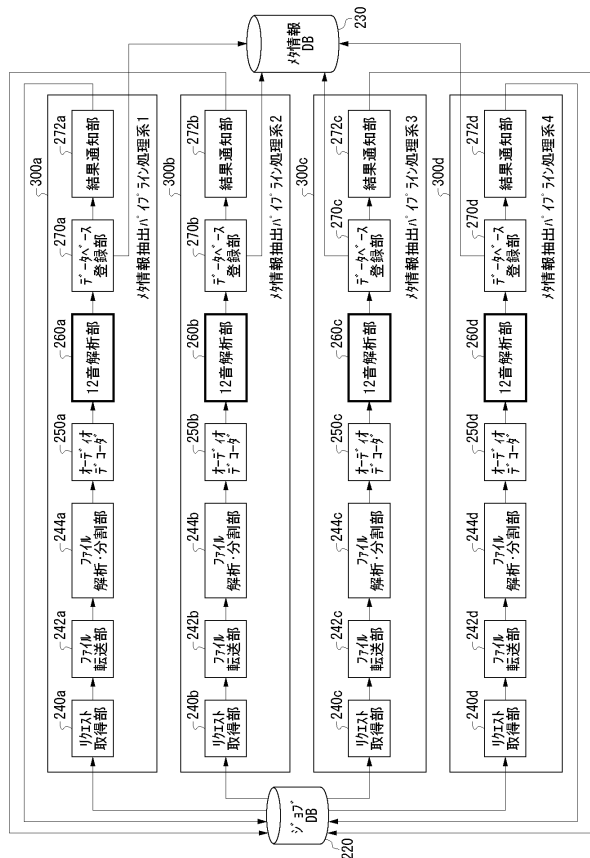 230
メタ情報
DB
300a
240a
リクエスト
取得部
242a
ファイル
転送部
244a
ファイル
解析・分割部
250a
オーディオ
デコーダ
260a
12音解析部
270a
データベース
登録部
272a
結果通知部
メタ情報抽出パイプライン処理系1
300b
240b
リクエスト
取得部
242b
ファイル
転送部
244b
ファイル
解析・分割部
250b
オーディオ
デコーダ
260b
12音解析部
270b
データベース
登録部
272b
結果通知部
メタ情報抽出パイプライン処理系2
300c
240c
リクエスト
取得部
242c
ファイル
転送部
244c
ファイル
解析・分割部
250c
オーディオ
デコーダ
260c
12音解析部
270c
データベース
登録部
272c
結果通知部
メタ情報抽出パイプライン処理系3
300d
240d
リクエスト
取得部
242d
ファイル
転送部
244d
ファイル
解析・分割部
250d
オーディオ
デコーダ
260d
12音解析部
270d
データベース
登録部
272d
結果通知部
メタ情報抽出パイプライン処理系4
ジョブ
DB
220